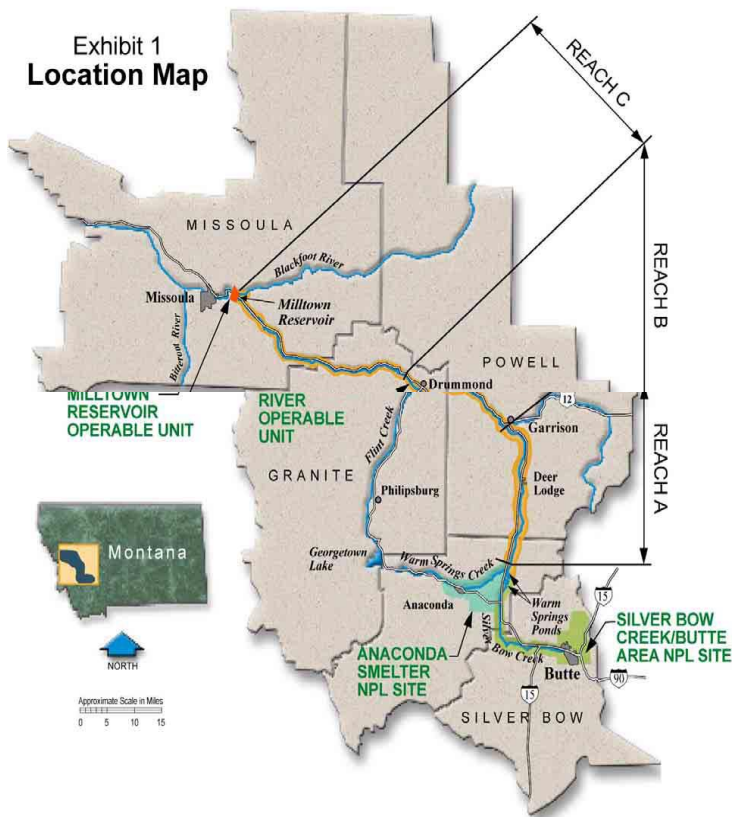 Exhibit 1
Location Map
REACH C
REACH B
REACH A
MISSOULA
Blackfoot River
Missoula
Milltown
Reservoir
Bitterroot River
POWELL
Drummond
MILLTOWN
RESERVOIR
OPERABLE UNIT
RIVER
OPERABLE
UNIT
12
Garrison
Flint Creek
GRANITE
Deer
Lodge
Philipsburg
Montana
Georgetown
Lake
Warm Springs Creek
Anaconda
Warm
Springs
Ponds
15
NORTH
ANACONDA
SMELTER
NPL SITE
Silver
Bow Creek
SILVER BOW
CREEK/BUTTE
AREA NPL SITE
Butte
90
15
SILVER BOW
Approximate Scale in Miles
0 5 10 15